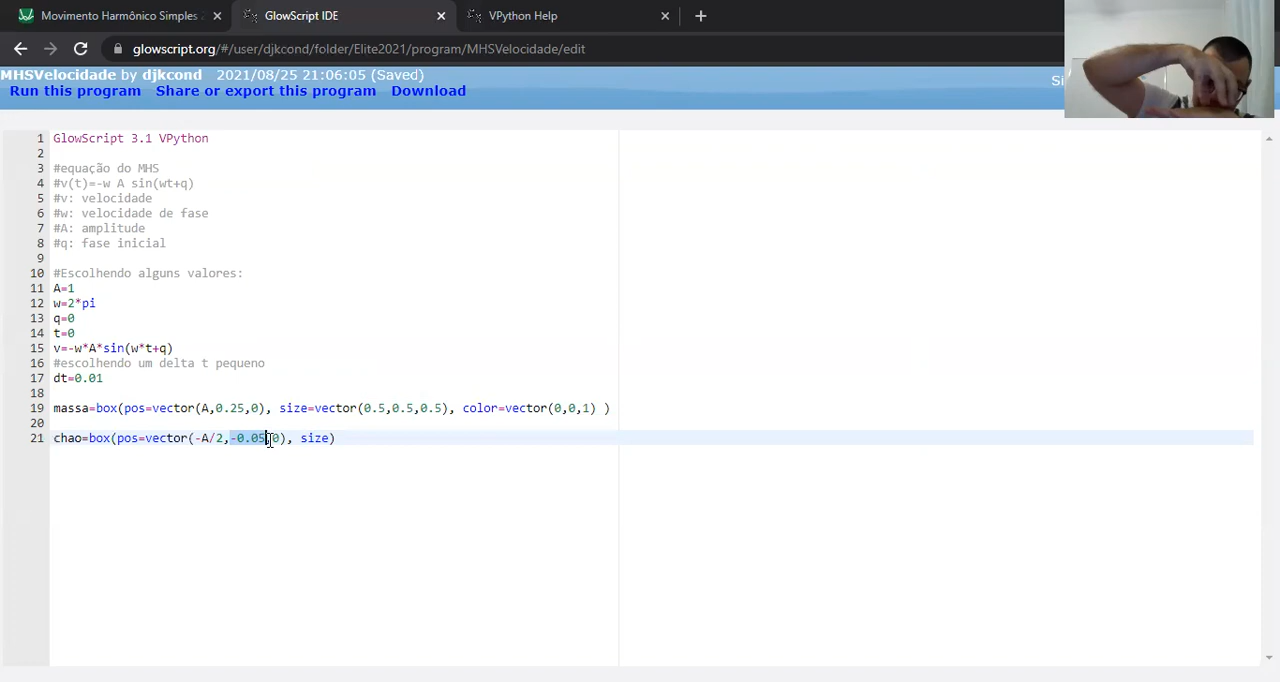 Movimento Harmônico Simples
GlowScript IDE
VPython Help
glowscript.org/#/user/djkcond/folder/Elite2021/program/MHSVelocidade/edit
MHSVelocidade by djkcond 2021/08/25 21:06:05 (Saved)
Si
Run this program Share or export this program Download
1 GlowScript 3.1 VPython
2
3 #equação do MHS
4 #v(t)=-w A sin(wt+q)
5 #v: velocidade
6 #w: velocidade de fase
7 #A: amplitude
8 #q: fase inicial
9
10 #Escolhendo alguns valores:
11 A=1
12 w=2*pi
13 q=0
14 t=0
15 v=-w*A*sin(w*t+q)
16 #escolhendo um delta t pequeno
17 dt=0.01
18
19 massa=box(pos=vector(A,0.25,0), size=vector(0.5,0.5,0.5), color=vector(0,0,1) )
20
21 chao=box(pos=vector(-A/2,-0.05,0), size)